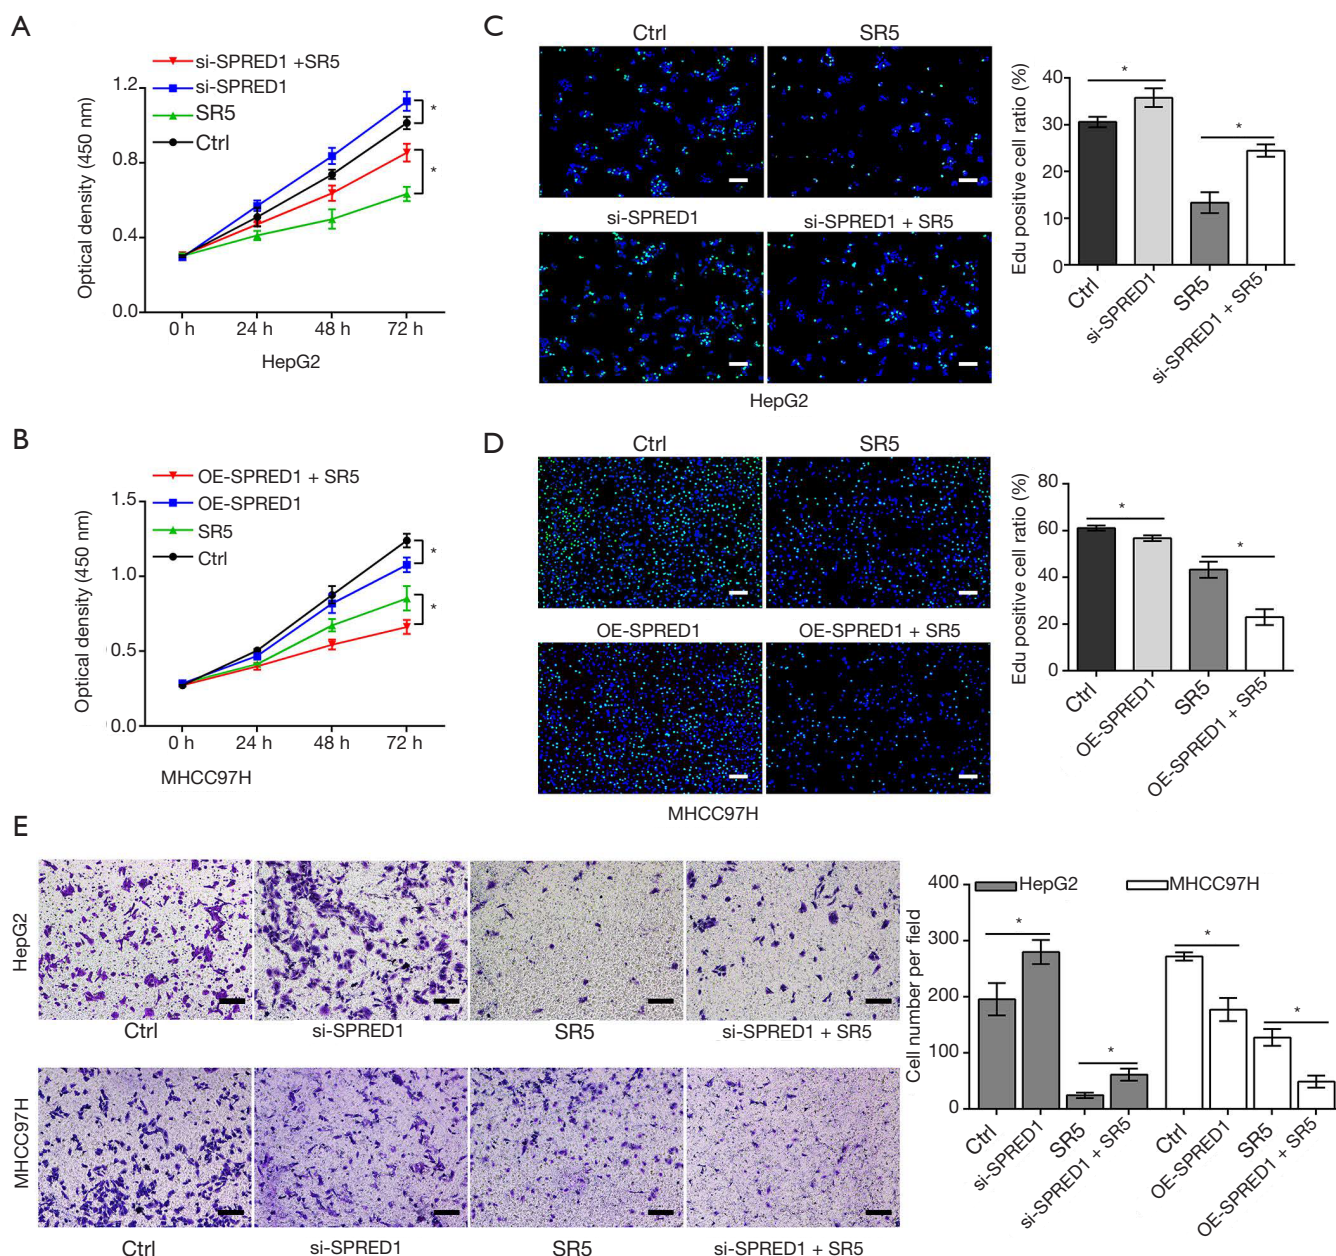 A
si-SPRED1 +SR5
si-SPRED1
SR5
Ctrl
Optical density (450 nm)
1.2
0.8
0.4
0.0
*
*
0 h 24 h 48 h 72 h
HepG2
B
OE-SPRED1 + SR5
OE-SPRED1
SR5
Ctrl
Optical density (450 nm)
1.5
1.0
0.5
0.0
*
*
0 h 24 h 48 h 72 h
MHCC97H
C
Ctrl SR5
si-SPRED1 si-SPRED1 + SR5
HepG2
Edu positive cell ratio (%)
40
30
20
10
0
*
*
Ctrl
si-SPRED1
SR5
si-SPRED1 + SR5
D
Ctrl SR5
OE-SPRED1 OE-SPRED1 + SR5
MHCC97H
Edu positive cell ratio (%)
80
60
40
20
0
*
*
Ctrl
OE-SPRED1
SR5
OE-SPRED1 + SR5
E
HepG2
Ctrl si-SPRED1 SR5 si-SPRED1 + SR5
MHCC97H
Ctrl si-SPRED1 SR5 si-SPRED1 + SR5
HepG2 MHCC97H
Cell number per field
400
300
200
100
0
*
*
*
*
Ctrl
si-SPRED1
SR5
si-SPRED1 + SR5
Ctrl
OE-SPRED1
SR5
OE-SPRED1 + SR5